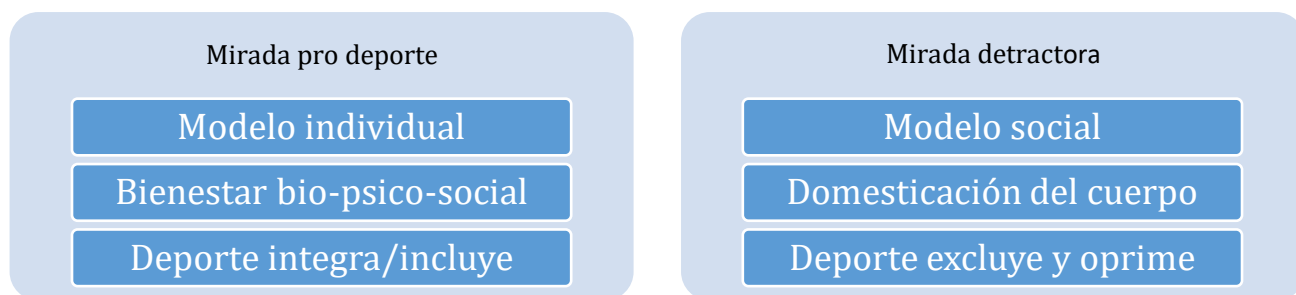 Mirada pro deporte
Modelo individual
Bienestar bio-psico-social
Deporte integra/incluye
Mirada detractora
Modelo social
Domesticación del cuerpo
Deporte excluye y oprime